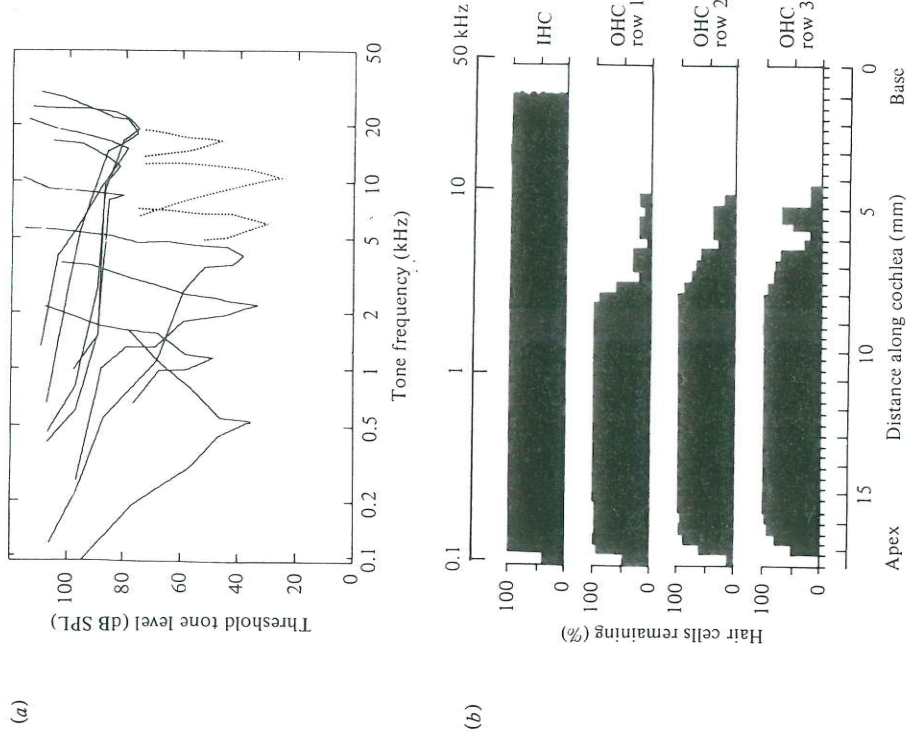 (a)
Threshold tone level (dB SPL)
100
80
60
40
20
0
0.1 0.2 0.5 1 2 5 10 20 50
Tone frequency (kHz)
(b)
0.1 1 10 50 kHz
Hair cells remaining (%)
100
0
IHC
100
0
OHC
row 1
100
0
OHC
row 2
100
0
OHC
row 3
15 10 5 0
Apex Distance along cochlea (mm) Base